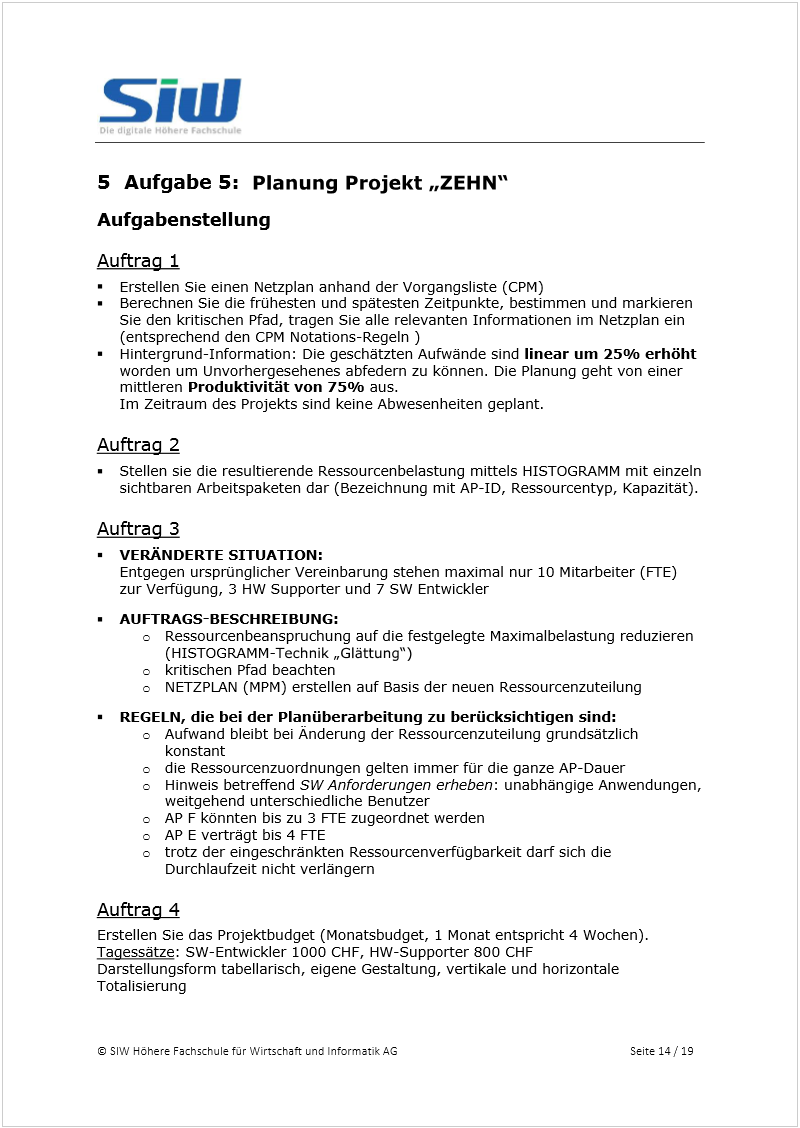 SiW
Die digitale Höhere Fachschule
5 Aufgabe 5: Planung Projekt „ZEHN“
Aufgabenstellung
Auftrag 1
▪ Erstellen Sie einen Netzplan anhand der Vorgangsliste (CPM)
▪ Berechnen Sie die frühesten und spätesten Zeitpunkte, bestimmen und markieren
Sie den kritischen Pfad, tragen Sie alle relevanten Informationen im Netzplan ein
(entsprechend den CPM Notations-Regeln )
▪ Hintergrund-Information: Die geschätzten Aufwände sind linear um 25% erhöht
worden um Unvorhergesehenes abfedern zu können. Die Planung geht von einer
mittleren Produktivität von 75% aus.
Im Zeitraum des Projekts sind keine Abwesenheiten geplant.
Auftrag 2
▪ Stellen sie die resultierende Ressourcenbelastung mittels HISTOGRAMM mit einzeln
sichtbaren Arbeitspaketen dar (Bezeichnung mit AP-ID, Ressourcentyp, Kapazität).
Auftrag 3
▪ VERÄNDERTE SITUATION:
Entgegen ursprünglicher Vereinbarung stehen maximal nur 10 Mitarbeiter (FTE)
zur Verfügung, 3 HW Supporter und 7 SW Entwickler
▪ AUFTRAGS-BESCHREIBUNG:
o Ressourcenbeanspruchung auf die festgelegte Maximalbelastung reduzieren
(HISTOGRAMM-Technik „Glättung“)
o kritischen Pfad beachten
o NETZPLAN (MPM) erstellen auf Basis der neuen Ressourcenzuteilung
▪ REGELN, die bei der Planüberarbeitung zu berücksichtigen sind:
o Aufwand bleibt bei Änderung der Ressourcenzuteilung grundsätzlich
konstant
o die Ressourcenzuordnungen gelten immer für die ganze AP-Dauer
o Hinweis betreffend SW Anforderungen erheben: unabhängige Anwendungen,
weitgehend unterschiedliche Benutzer
o AP F könnten bis zu 3 FTE zugeordnet werden
o AP E verträgt bis 4 FTE
o trotz der eingeschränkten Ressourcenverfügbarkeit darf sich die
Durchlaufzeit nicht verlängern
Auftrag 4
Erstellen Sie das Projektbudget (Monatsbudget, 1 Monat entspricht 4 Wochen).
Tagessätze: SW-Entwickler 1000 CHF, HW-Supporter 800 CHF
Darstellungsform tabellarisch, eigene Gestaltung, vertikale und horizontale
Totalisierung
© SIW Höhere Fachschule für Wirtschaft und Informatik AG Seite 14 / 19